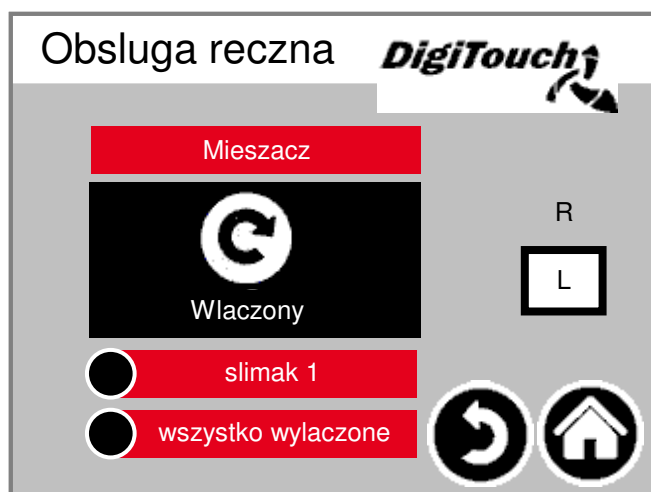 Obsluga reczna
DigiTouch
Mieszacz
Wlaczony
R
L
slimak 1
wszystko wylaczone